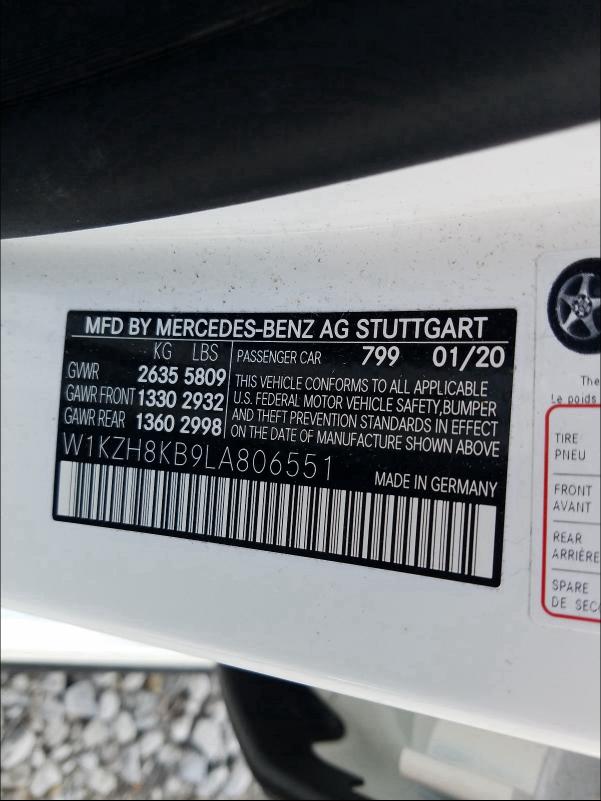 MFD BY MERCEDES-BENZ AG STUTTGART
KG LBS
GVWR 2635 5809
GAWR FRONT 1330 2932
GAWR REAR 1360 2998
PASSENGER CAR 799 01/20
THIS VEHICLE CONFORMS TO ALL APPLICABLE
U.S. FEDERAL MOTOR VEHICLE SAFETY,BUMPER
AND THEFT PREVENTION STANDARDS IN EFFECT
ON THE DATE OF MANUFACTURE SHOWN ABOVE
W1KZH8KB9LA806551
MADE IN GERMANY
The
Le poids
TIRE
PNEU
FRONT
AVANT
REAR
ARRIÈRE
SPARE
DE SEC